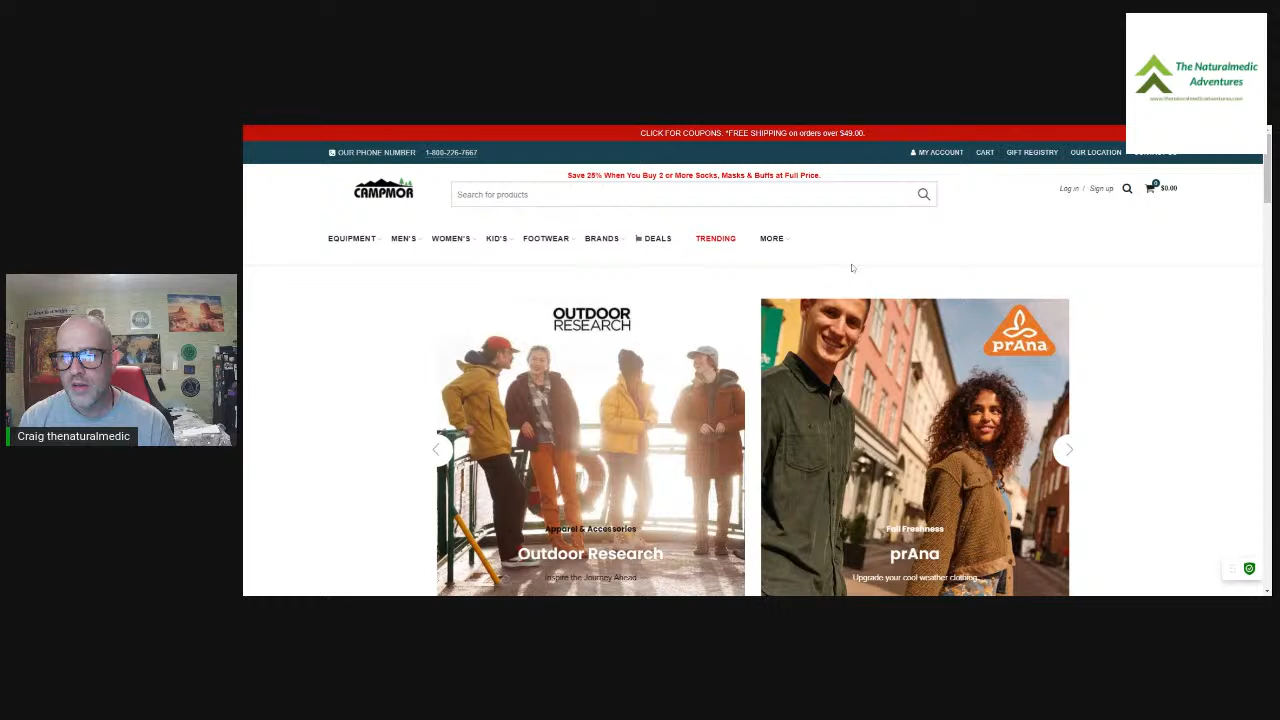 The Naturalmedic
Adventures
www.thenaturalmedicadventures.com
CLICK FOR COUPONS. *FREE SHIPPING on orders over $49.00.
OUR PHONE NUMBER 1-800-226-7667
MY ACCOUNT CART GIFT REGISTRY OUR LOCATION
Save 25% When You Buy 2 or More Socks, Masks & Buffs at Full Price.
CAMPMOR
Search for products
Log in / Sign up
0 $0.00
EQUIPMENT MEN'S WOMEN'S KID'S FOOTWEAR BRANDS DEALS TRENDING MORE
OUTDOOR
RESEARCH
prAna
Apparel & Accessories
Outdoor Research
Inspire the Journey Ahead
Fall Freshness
prAna
Upgrade your cool weather clothing.
Craig thenaturalmedic